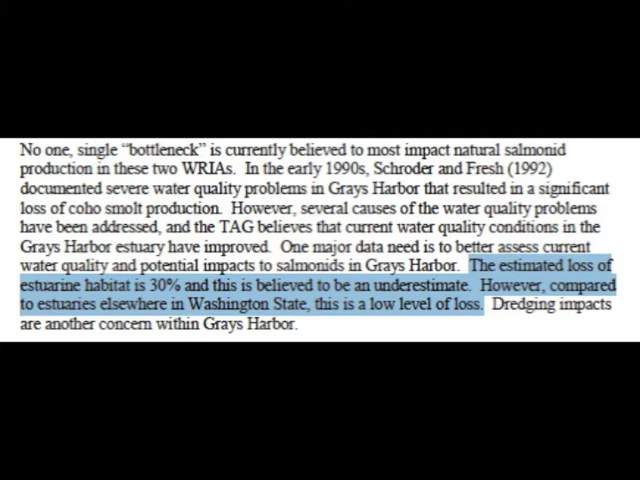 No one, single “bottleneck” is currently believed to most impact natural salmonid
production in these two WRIAs.  In the early 1990s, Schroder and Fresh (1992)
documented severe water quality problems in Grays Harbor that resulted in a significant
loss of coho smolt production.  However, several causes of the water quality problems
have been addressed, and the TAG believes that current water quality conditions in the
Grays Harbor estuary have improved.  One major data need is to better assess current
water quality and potential impacts to salmonids in Grays Harbor.  The estimated loss of
estuarine habitat is 30% and this is believed to be an underestimate.  However, compared
to estuaries elsewhere in Washington State, this is a low level of loss.  Dredging impacts
are another concern within Grays Harbor.